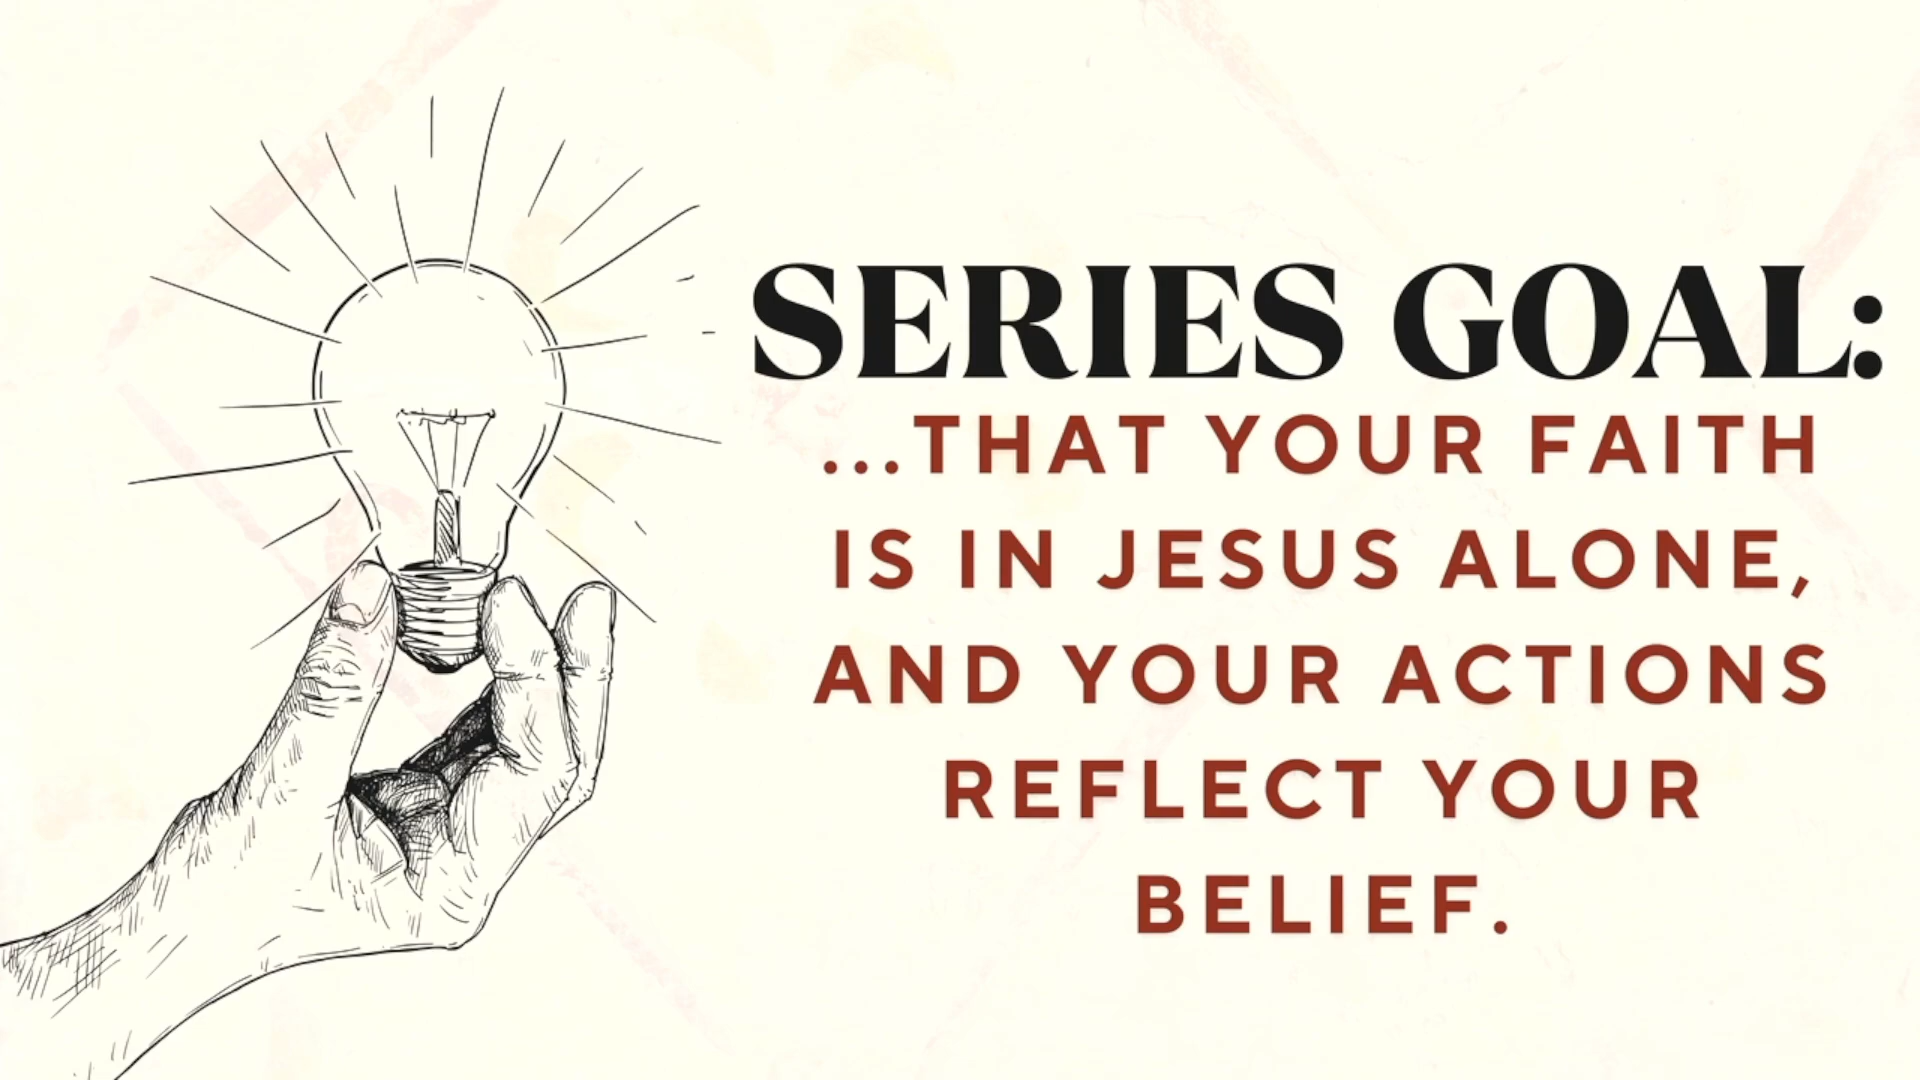 SERIES GOAL:
...THAT YOUR FAITH
IS IN JESUS ALONE,
AND YOUR ACTIONS
REFLECT YOUR
BELIEF.